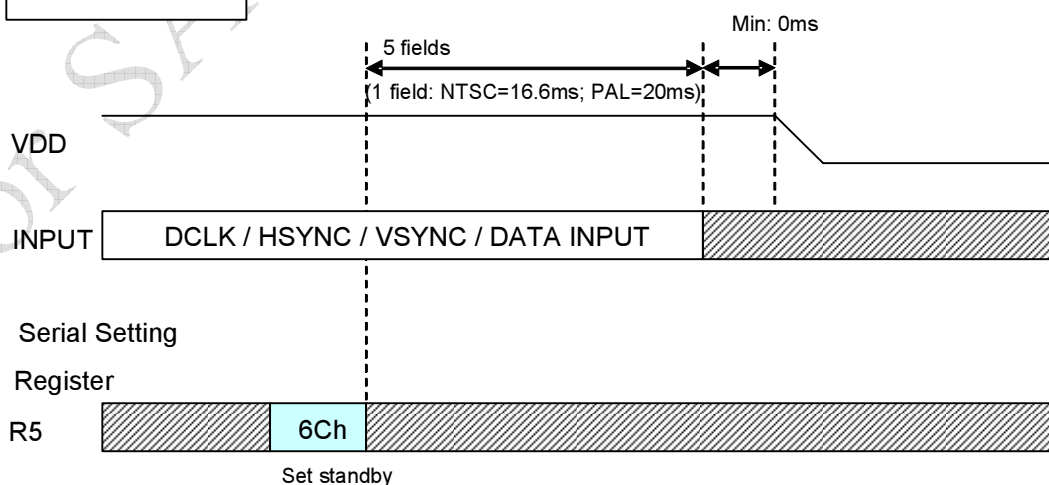 Min: 0ms
5 fields
(1 field: NTSC=16.6ms; PAL=20ms)
VDD
INPUT DCLK / HSYNC / VSYNC / DATA INPUT
Serial Setting
Register
R5 6Ch
Set standby